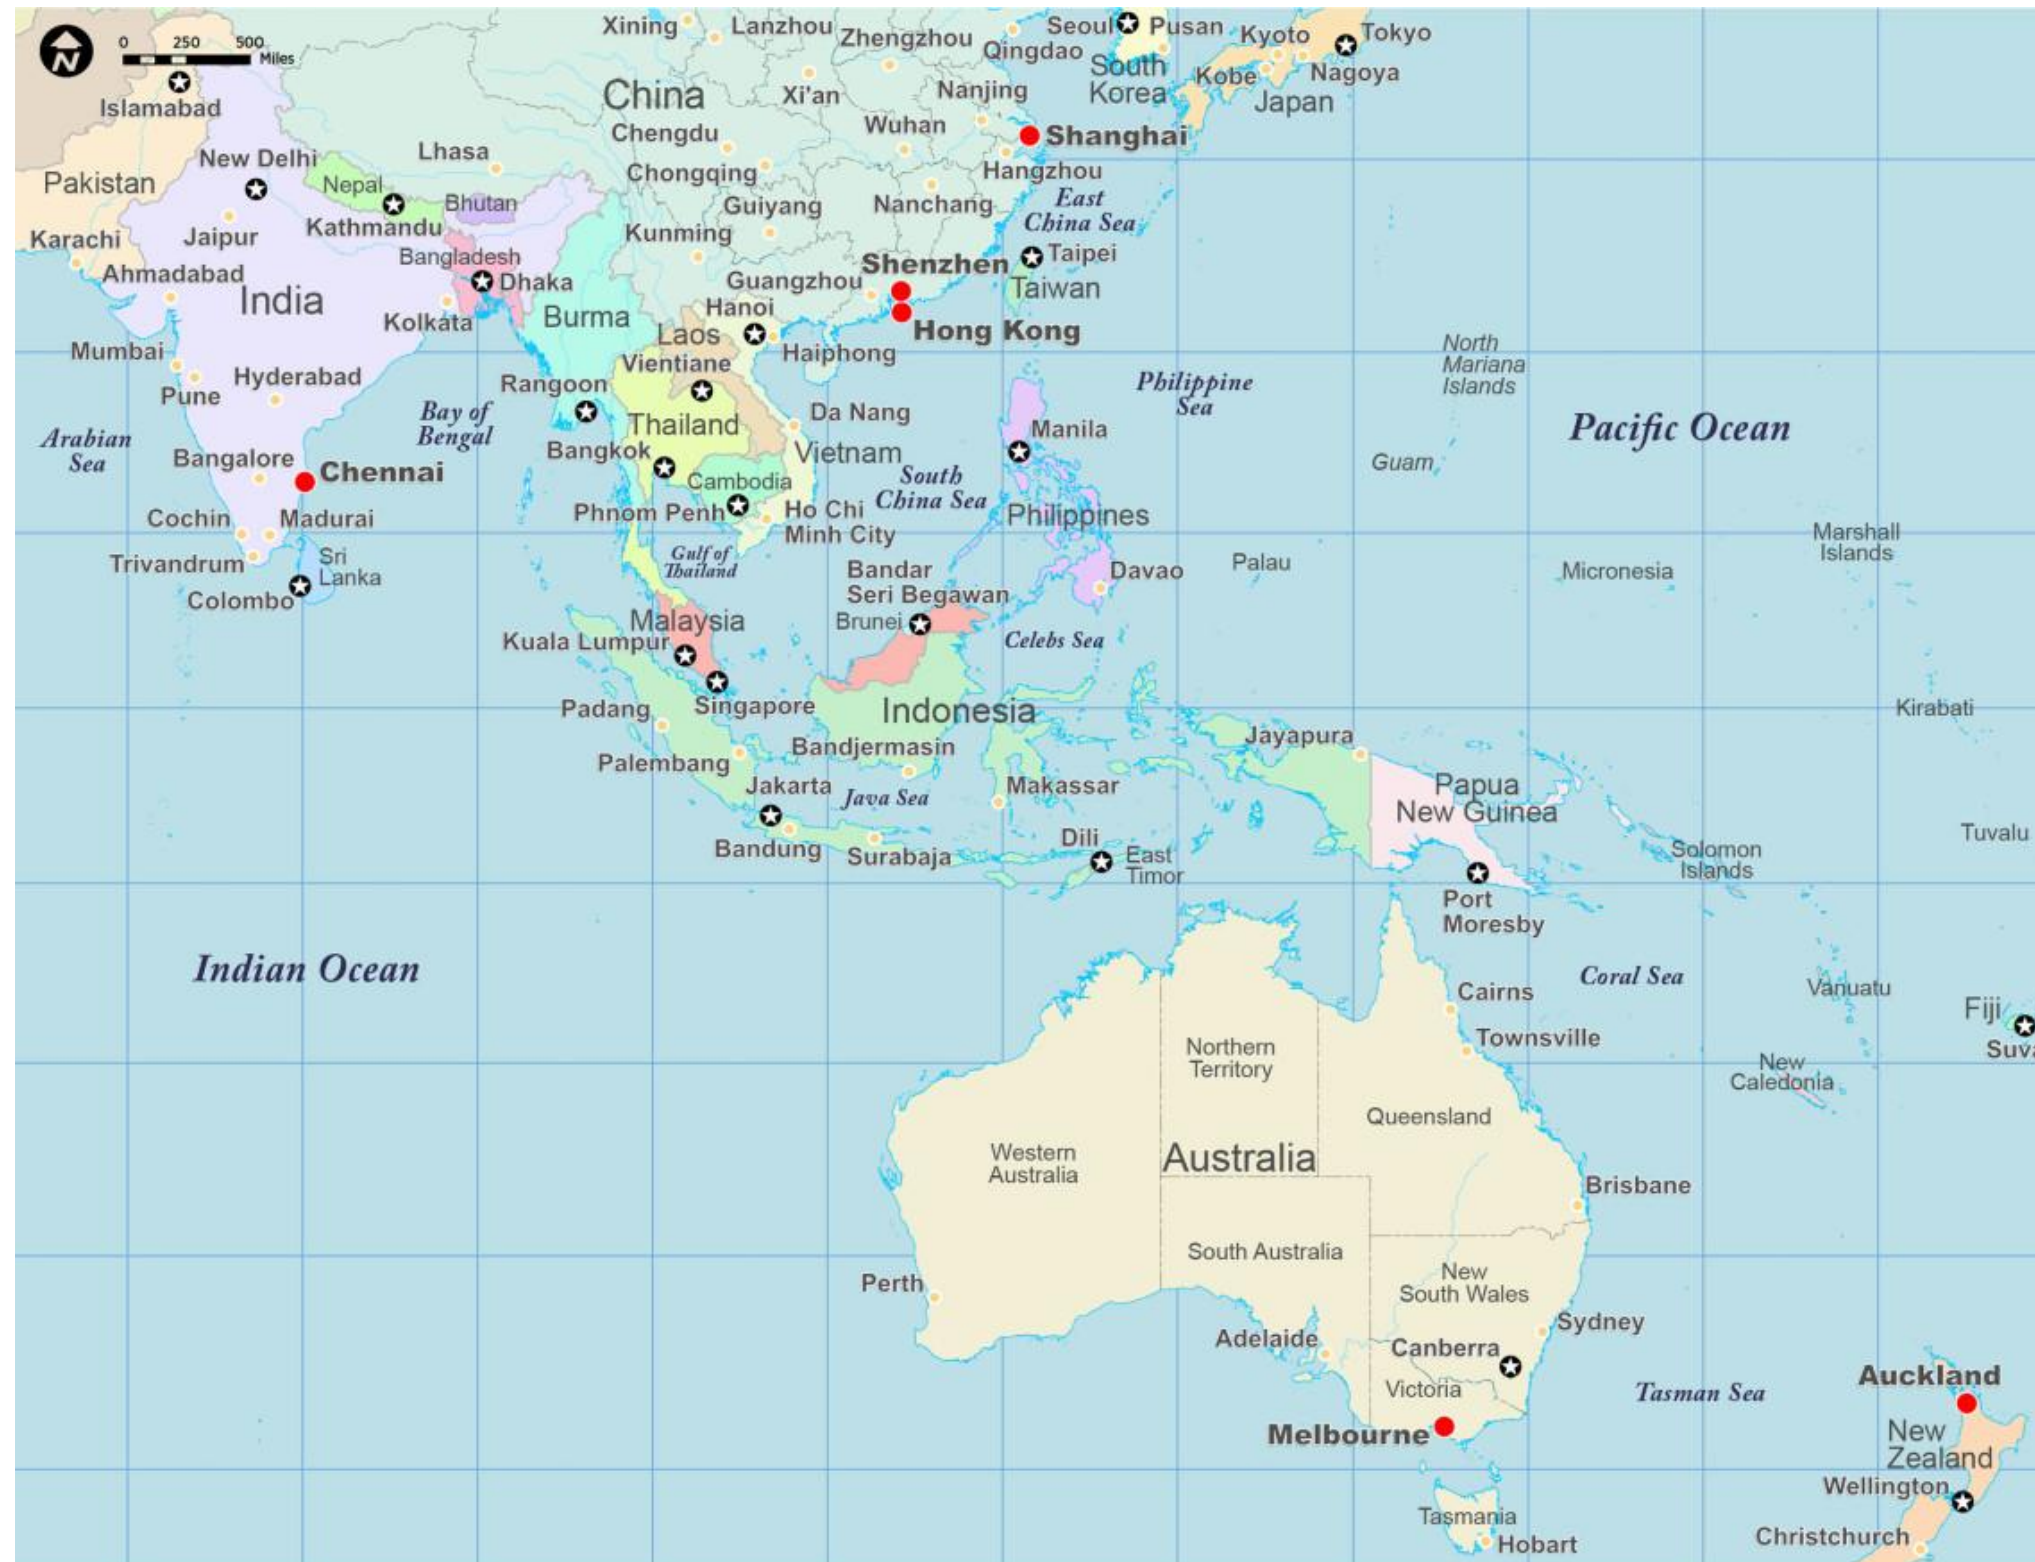 N
0 250 500
Miles
Xining
Lanzhou
Zhengzhou
Qingdao
Seoul
Pusan
Kyoto
Tokyo
South
Korea
Kobe
Nagoya
Japan
Islamabad
China
Xi'an
Nanjing
Chengdu
Wuhan
Shanghai
New Delhi
Lhasa
Chongqing
Hangzhou
Pakistan
Nepal
Bhutan
Guiyang
Nanchang
East
China Sea
Karachi
Jaipur
Kathmandu
Kunming
Bangladesh
Ahmadabad
Dhaka
Guangzhou
Shenzhen
Taipei
Taiwan
India
Kolkata
Burma
Hanoi
Laos
Hong Kong
Mumbai
Vientiane
Haiphong
North
Mariana
Islands
Pune
Hyderabad
Rangoon
Philippine
Sea
Arabian
Sea
Bay of
Bengal
Thailand
Da Nang
Manila
Pacific Ocean
Bangalore
Chennai
Bangkok
Vietnam
Guam
Cambodia
South
China Sea
Cochin
Madurai
Phnom Penh
Ho Chi
Minh City
Philippines
Marshall
Islands
Trivandrum
Sri
Lanka
Gulf of
Thailand
Bandar
Seri Begawan
Davao
Palau
Micronesia
Colombo
Malaysia
Brunei
Kuala Lumpur
Celebs Sea
Padang
Singapore
Indonesia
Kirabati
Palembang
Bandjermasin
Jayapura
Jakarta
Java Sea
Makassar
Papua
New Guinea
Bandung
Surabaja
Dili
East
Timor
Solomon
Islands
Tuvalu
Port
Moresby
Indian Ocean
Coral Sea
Cairns
Vanuatu
Fiji
Townsville
Suva
Northern
Territory
New
Caledonia
Queensland
Western
Australia
Australia
Brisbane
South Australia
Perth
New
South Wales
Sydney
Adelaide
Canberra
Victoria
Tasman Sea
Auckland
Melbourne
New
Zealand
Wellington
Tasmania
Hobart
Christchurch